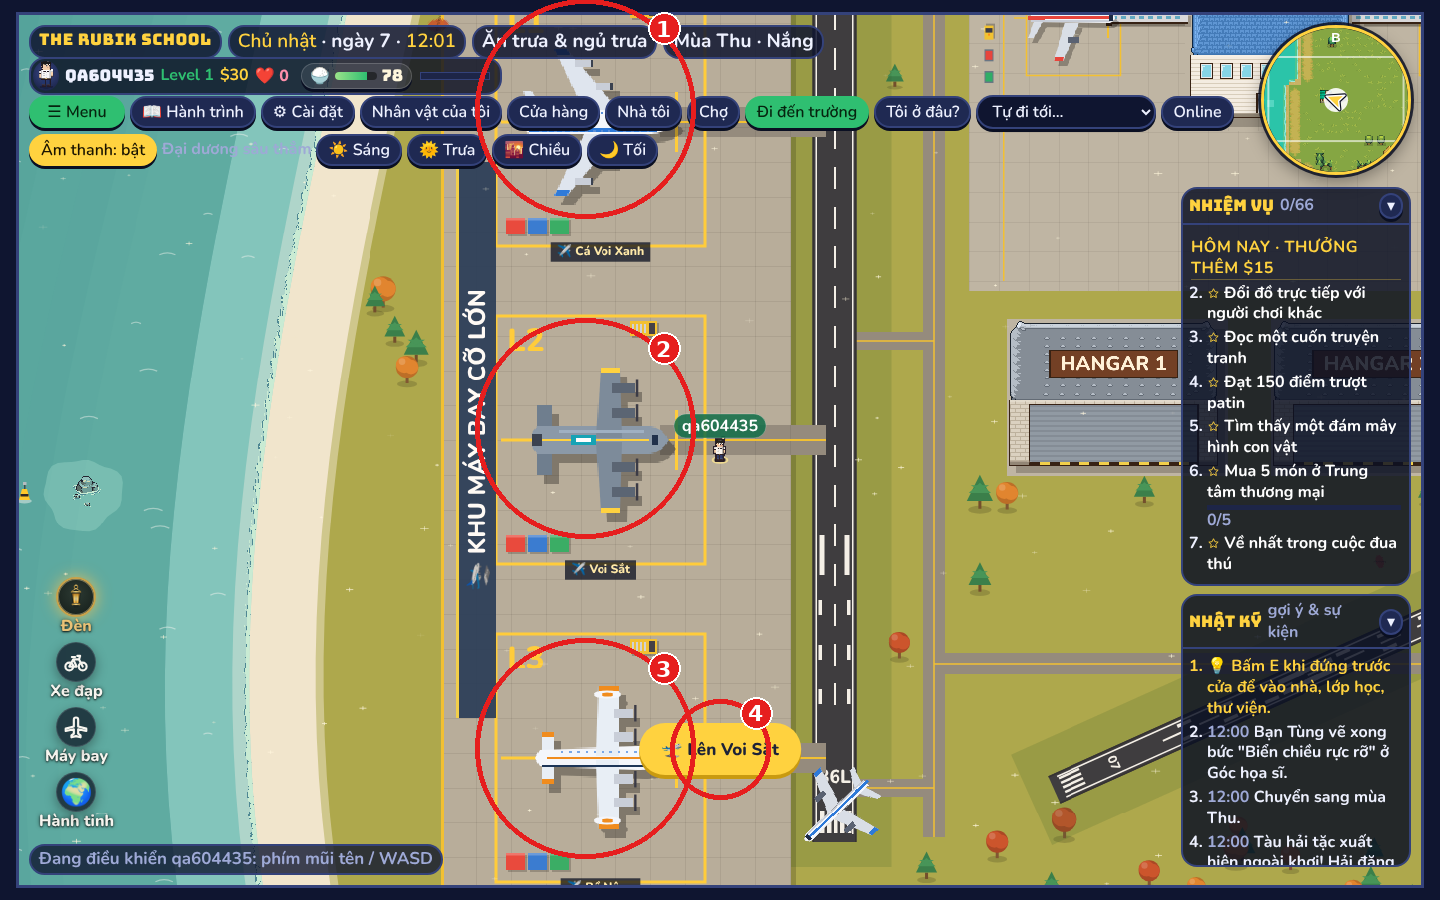 THE RUBIK SCHOOL
Chủ nhật · ngày 7 · 12:01
Ăn trưa & ngủ trưa
Mùa Thu · Nắng
1
QA604435 Level 1 $30 0
78
Menu
Hành trình
Cài đặt
Nhân vật của tôi
Cửa hàng
Nhà tôi
Chợ
Đi đến trường
Tôi ở đâu?
Tự đi tới...
Online
Âm thanh: bật
Sáng
Trưa
Chiều
Tối
B
Cá Voi Xanh
KHU MÁY BAY CỠ LỚN
L2
2
qa604435
Voi Sắt
L3
3
4
Lên Voi Sắt
36L
HANGAR 1
HANGAR
07
NHIỆM VỤ 0/66
HÔM NAY · THƯỞNG
THÊM $15
2. ☆ Đổi đồ trực tiếp với
người chơi khác
3. ☆ Đọc một cuốn truyện
tranh
4. ☆ Đạt 150 điểm trượt
patin
5. ☆ Tìm thấy một đám mây
hình con vật
6. ☆ Mua 5 món ở Trung
tâm thương mại
0/5
7. ☆ Về nhất trong cuộc đua
thú
NHẬT KÝ gợi ý & sự
kiện
1. 💡 Bấm E khi đứng trước
cửa để vào nhà, lớp học,
thư viện.
2. 12:00 Bạn Tùng vẽ xong
bức "Biển chiều rực rỡ" ở
Góc họa sĩ.
3. 12:00 Chuyển sang mùa
Thu.
4. 12:00 Tàu hải tặc xuất
hiện ngoài khơi! Hải đăng
Đèn
Xe đạp
Máy bay
Hành tinh
Đang điều khiển qa604435: phím mũi tên / WASD